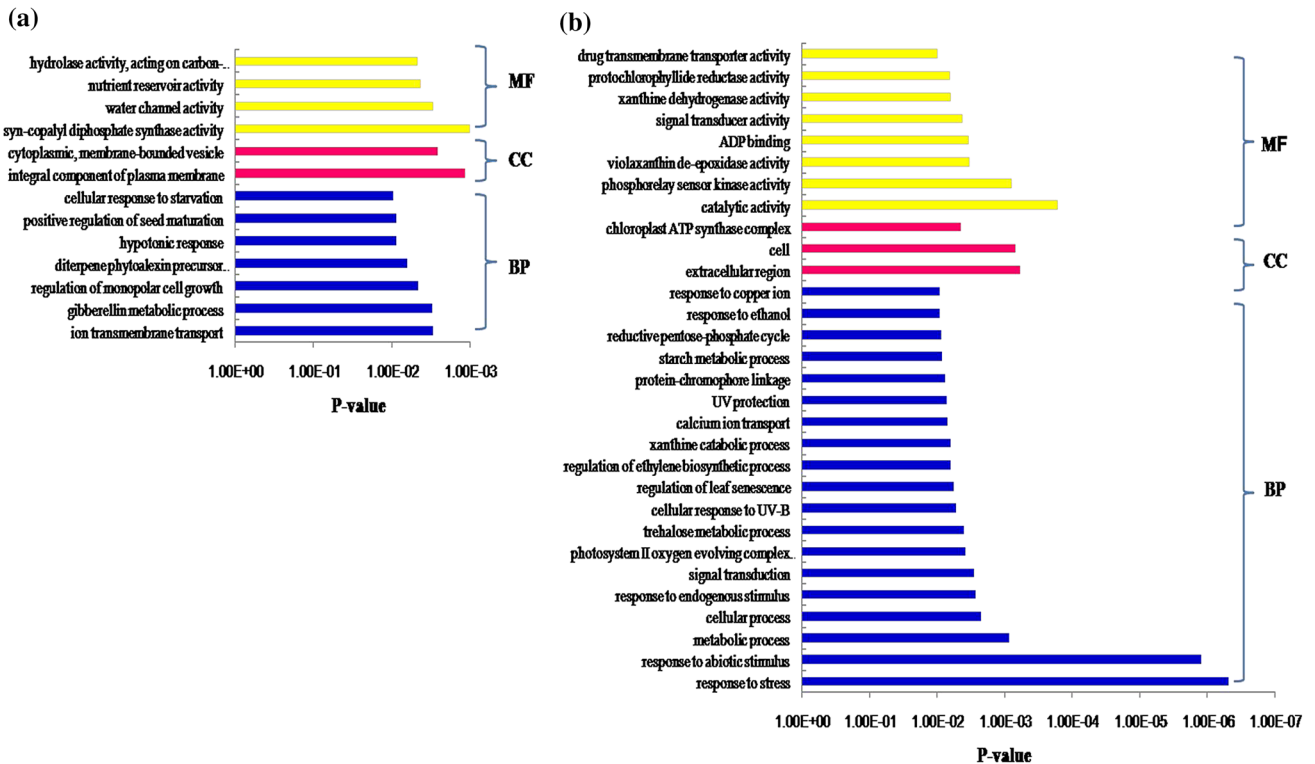 (a)
hydrolase activity, acting on carbon-...
nutrient reservoir activity
water channel activity
syn-copalyl diphosphate synthase activity
cytoplasmic, membrane-bounded vesicle
integral component of plasma membrane
cellular response to starvation
positive regulation of seed maturation
hypotonic response
diterpene phytoalexin precursor...
regulation of monopolar cell growth
gibberellin metabolic process
ion transmembrane transport
MF
CC
BP
1.00E+00 1.00E-01 1.00E-02 1.00E-03
P-value
(b)
drug transmembrane transporter activity
protochlorophyllide reductase activity
xanthine dehydrogenase activity
signal transducer activity
ADP binding
violaxanthin de-epoxidase activity
phosphorelay sensor kinase activity
catalytic activity
chloroplast ATP synthase complex
cell
extracellular region
response to copper ion
response to ethanol
reductive pentose-phosphate cycle
starch metabolic process
protein-chromophore linkage
UV protection
calcium ion transport
xanthine catabolic process
regulation of ethylene biosynthetic process
regulation of leaf senescence
cellular response to UV-B
trehalose metabolic process
photosystem II oxygen evolving complex...
signal transduction
response to endogenous stimulus
cellular process
metabolic process
response to abiotic stimulus
response to stress
MF
CC
BP
1.00E+00 1.00E-01 1.00E-02 1.00E-03 1.00E-04 1.00E-05 1.00E-06 1.00E-07
P-value